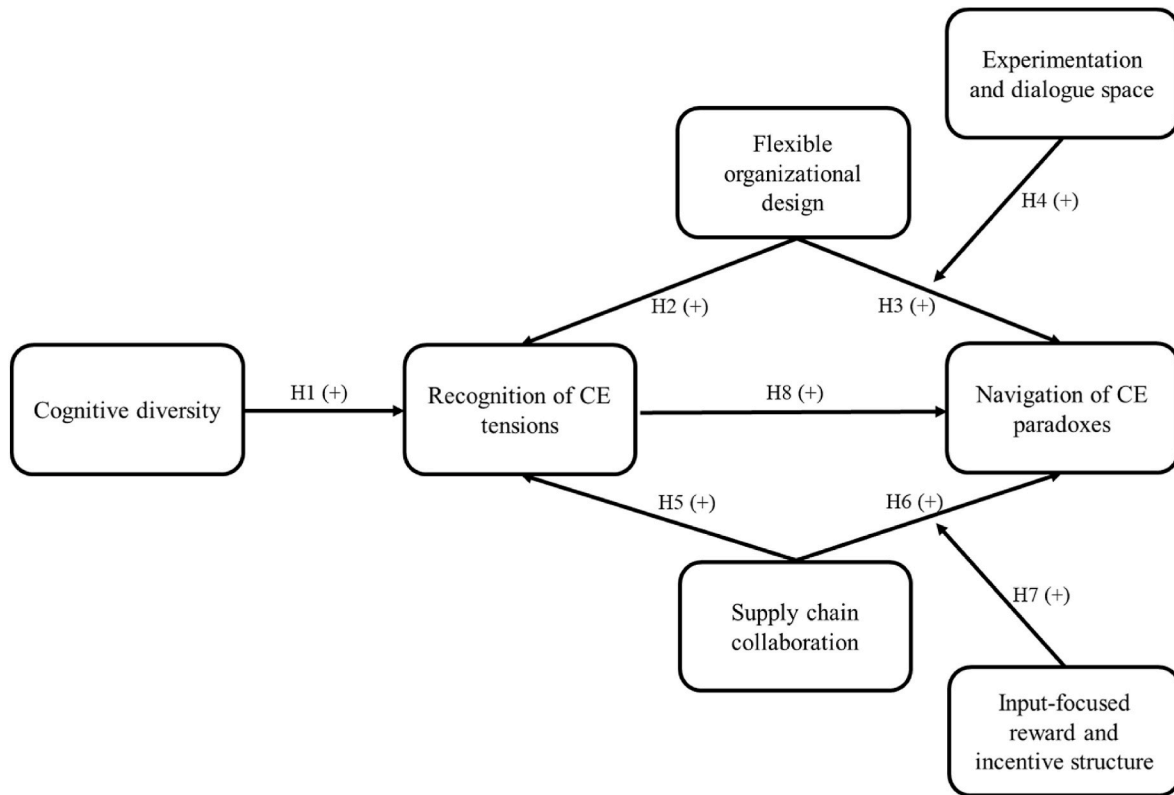 Experimentation
and dialogue space
Flexible
organizational
design
H4 (+)
H2 (+)
H3 (+)
Cognitive diversity
H1 (+)
Recognition of CE
tensions
H8 (+)
Navigation of CE
paradoxes
H5 (+)
H6 (+)
Supply chain
collaboration
H7 (+)
Input-focused
reward and
incentive structure